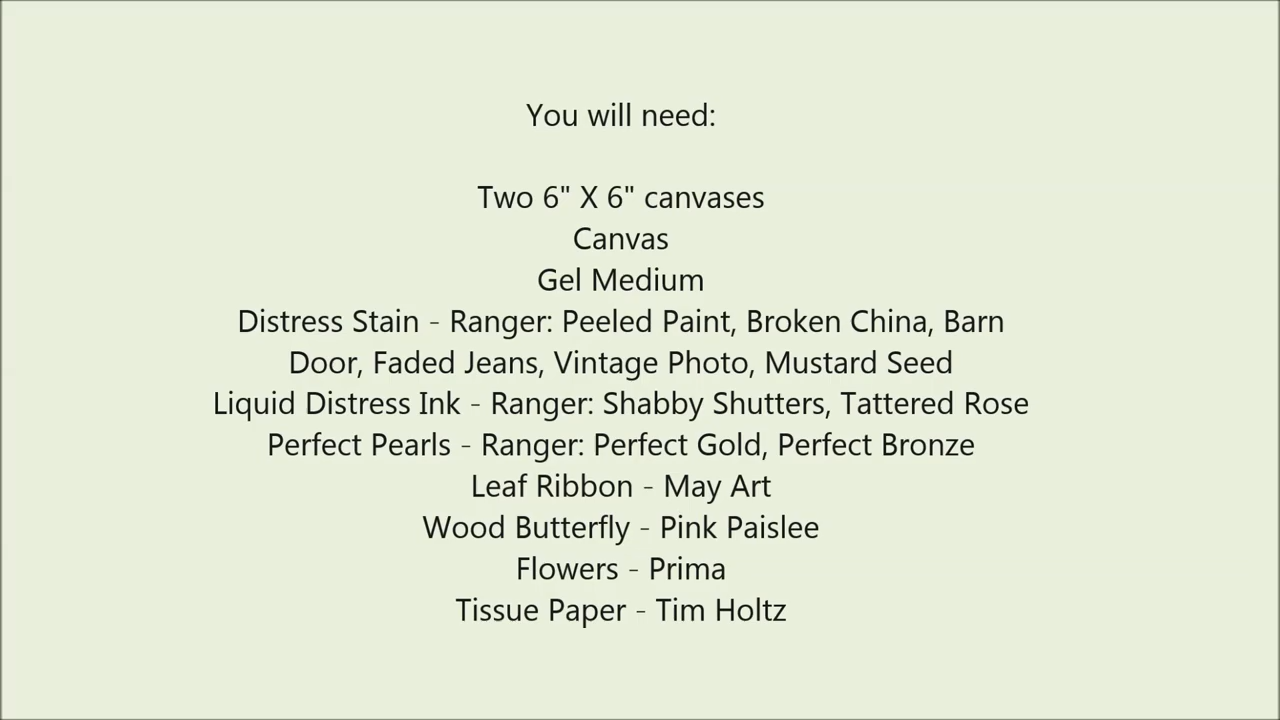 You will need:
Two 6" X 6" canvases
Canvas
Gel Medium
Distress Stain - Ranger: Peeled Paint, Broken China, Barn
Door, Faded Jeans, Vintage Photo, Mustard Seed
Liquid Distress Ink - Ranger: Shabby Shutters, Tattered Rose
Perfect Pearls - Ranger: Perfect Gold, Perfect Bronze
Leaf Ribbon - May Art
Wood Butterfly - Pink Paislee
Flowers - Prima
Tissue Paper - Tim Holtz